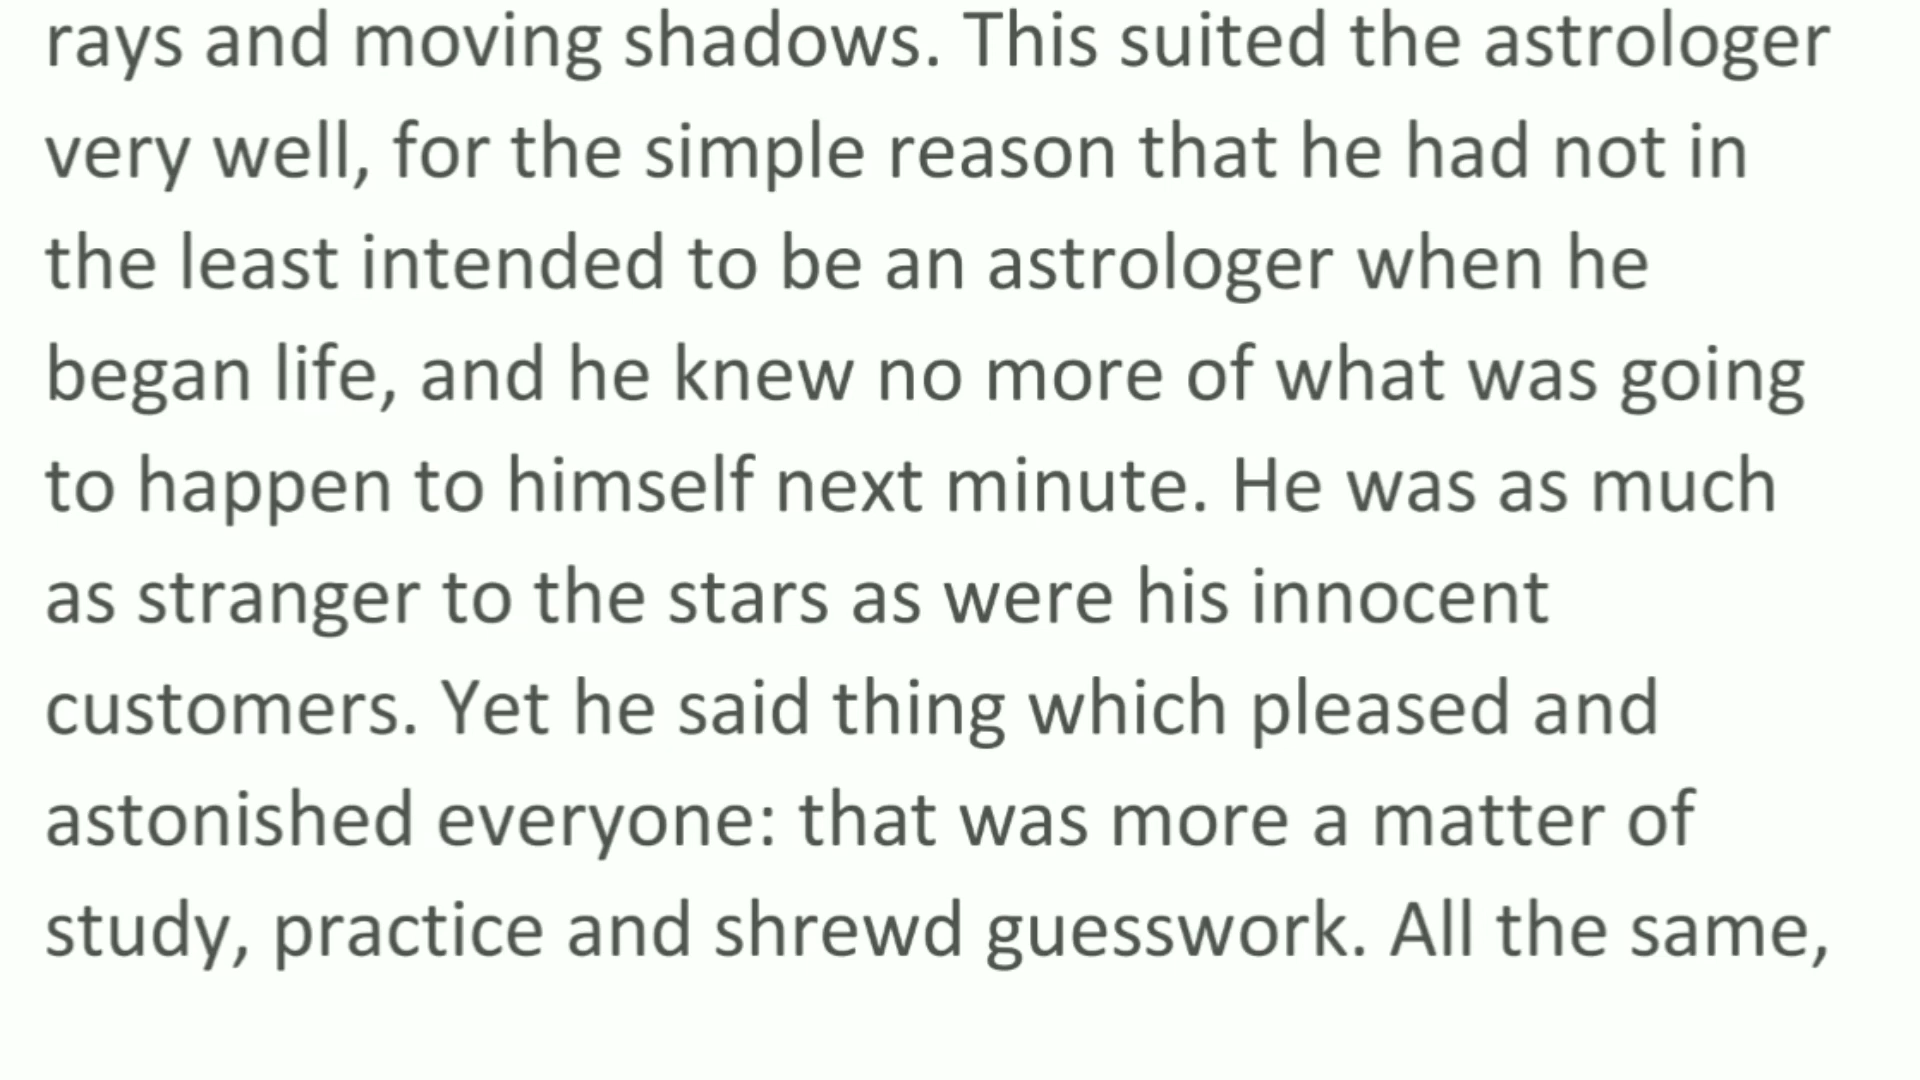 rays and moving shadows. This suited the astrologer
very well, for the simple reason that he had not in
the least intended to be an astrologer when he
began life, and he knew no more of what was going
to happen to himself next minute. He was as much
as stranger to the stars as were his innocent
customers. Yet he said thing which pleased and
astonished everyone: that was more a matter of
study, practice and shrewd guesswork. All the same,